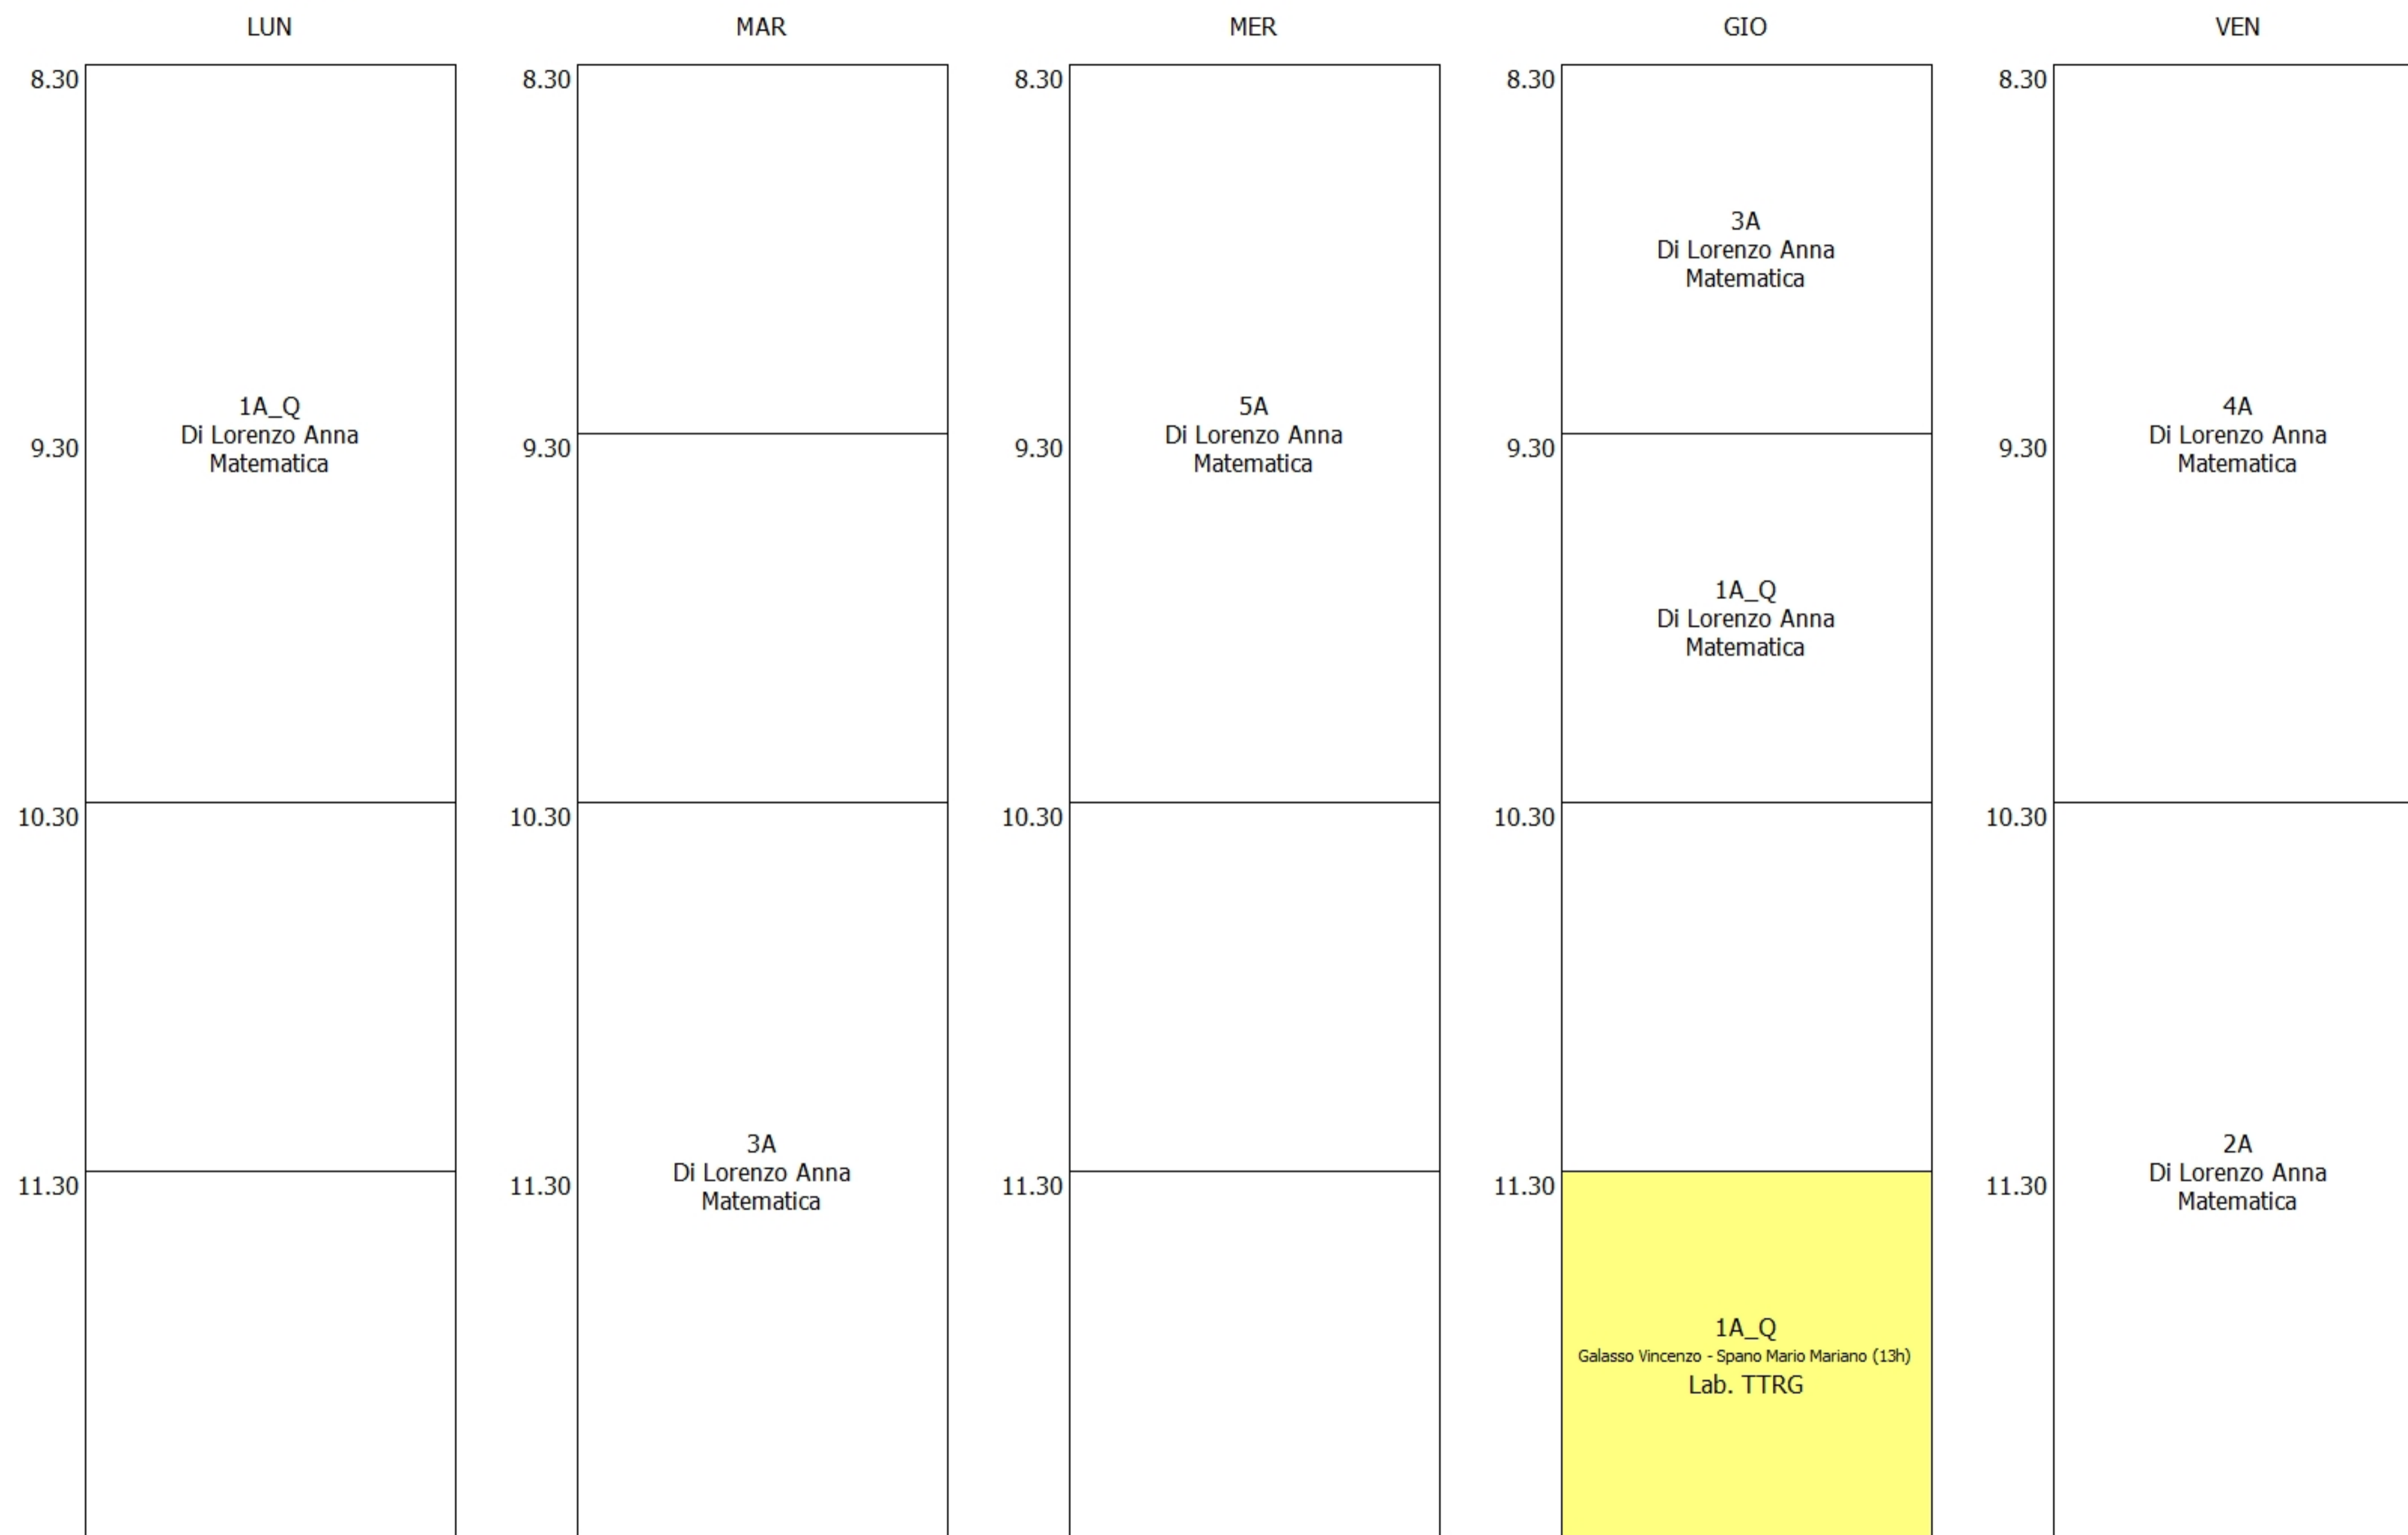 LUN
MAR
MER
GIO
VEN
8.30
8.30
8.30
8.30
8.30
3A
Di Lorenzo Anna
Matematica
1A_Q
Di Lorenzo Anna
Matematica
5A
Di Lorenzo Anna
Matematica
4A
Di Lorenzo Anna
Matematica
9.30
9.30
9.30
9.30
9.30
1A_Q
Di Lorenzo Anna
Matematica
10.30
10.30
10.30
10.30
10.30
3A
Di Lorenzo Anna
Matematica
2A
Di Lorenzo Anna
Matematica
11.30
11.30
11.30
11.30
11.30
1A_Q
Galasso Vincenzo - Spano Mario Mariano (13h)
Lab. TTRG